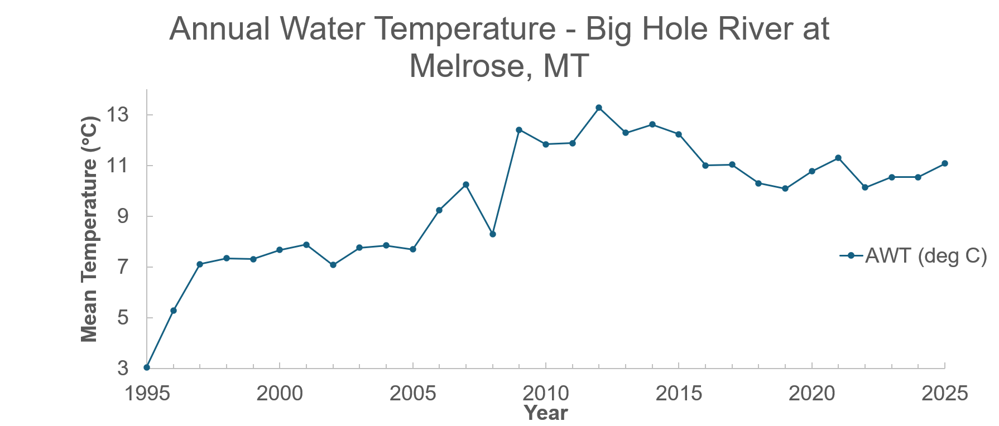 Annual Water Temperature - Big Hole River at
Melrose, MT
Mean Temperature (°C)
13
11
9
7
5
3
AWT (deg C)
1995 2000 2005 2010 2015 2020 2025
Year